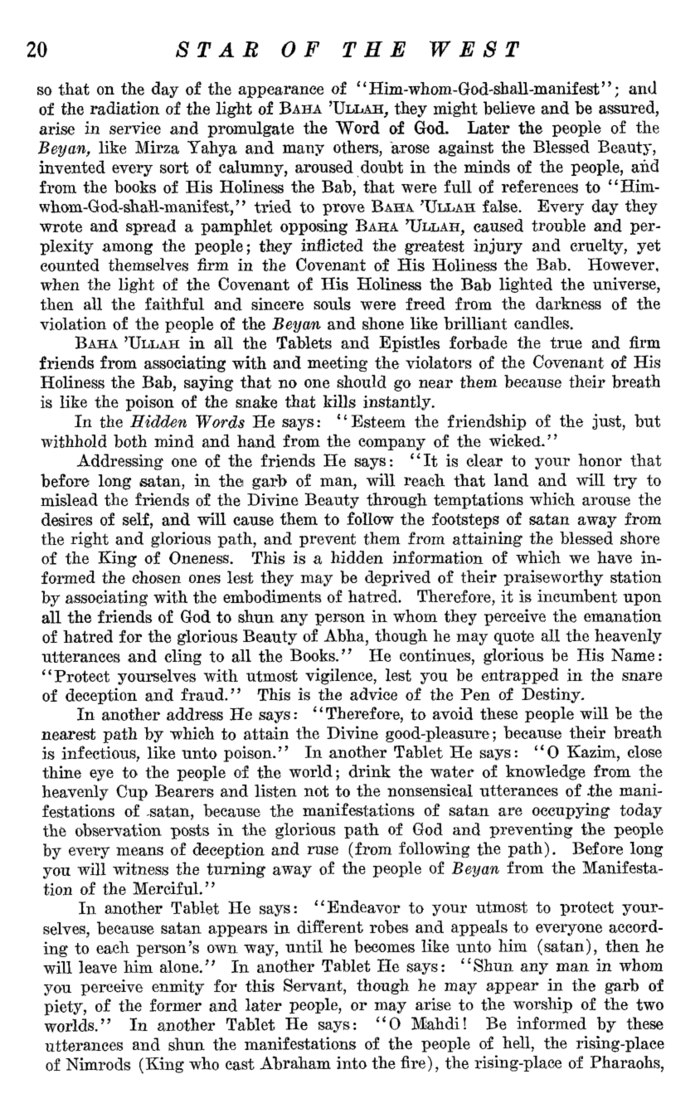 20 STAR OF THE WEST
so that on the day of the appearance of "Him-whom-God-shall-manifest"; and
of the radiation of the light of BAHA 'ULLAH, they might believe and be assured,
arise in service and promulgate the Word of God. Later the people of the
Beyan, like Mirza Yahya and many others, arose against the Blessed Beauty,
invented every sort of calumny, aroused doubt in the minds of the people, and
from the books of His Holiness the Bab, that were full of references to "Him-
whom-God-shall-manifest," tried to prove BAHA 'ULLAH false. Every day they
wrote and spread a pamphlet opposing BAHA 'ULLAH, caused trouble and per-
plexity among the people; they inflicted the greatest injury and cruelty, yet
counted themselves firm in the Covenant of His Holiness the Bab. However,
when the light of the Covenant of His Holiness the Bab lighted the universe,
then all the faithful and sincere souls were freed from the darkness of the
violation of the people of the Beyan and shone like brilliant candles.
BAHA 'ULLAH in all the Tablets and Epistles forbade the true and firm
friends from associating with and meeting the violators of the Covenant of His
Holiness the Bab, saying that no one should go near them because their breath
is like the poison of the snake that kills instantly.
In the Hidden Words He says: "Esteem the friendship of the just, but
withhold both mind and hand from the company of the wicked."
Addressing one of the friends He says: "It is clear to your honor that
before long satan, in the garb of man, will reach that land and will try to
mislead the friends of the Divine Beauty through temptations which arouse the
desires of self, and will cause them to follow the footsteps of satan away from
the right and glorious path, and prevent them from attaining the blessed shore
of the King of Oneness. This is a hidden information of which we have in-
formed the chosen ones lest they may be deprived of their praiseworthy station
by associating with the embodiments of hatred. Therefore, it is incumbent upon
all the friends of God to shun any person in whom they perceive the emanation
of hatred for the glorious Beauty of Abha, though he may quote all the heavenly
utterances and cling to all the Books." He continues, glorious be His Name:
"Protect yourselves with utmost vigilence, lest you be entrapped in the snare
of deception and fraud." This is the advice of the Pen of Destiny.
In another address He says: "Therefore, to avoid these people will be the
nearest path by which to attain the Divine good-pleasure; because their breath
is infectious, like unto poison." In another Tablet He says: "O Kazim, close
thine eye to the people of the world; drink the water of knowledge from the
heavenly Cup Bearers and listen not to the nonsensical utterances of the mani-
festations of satan, because the manifestations of satan are occupying today
the observation posts in the glorious path of God and preventing the people
by every means of deception and ruse (from following the path). Before long
you will witness the turning away of the people of Beyan from the Manifesta-
tion of the Merciful."
In another Tablet He says: "Endeavor to your utmost to protect your-
selves, because satan appears in different robes and appeals to everyone accord-
ing to each person's own way, until he becomes like unto him (satan), then he
will leave him alone." In another Tablet He says: "Shun any man in whom
you perceive enmity for this Servant, though he may appear in the garb of
piety, of the former and later people, or may arise to the worship of the two
worlds." In another Tablet He says: "O Mahdi! Be informed by these
utterances and shun the manifestations of the people of hell, the rising-place
of Nimrods (King who cast Abraham into the fire), the rising-place of Pharaohs,